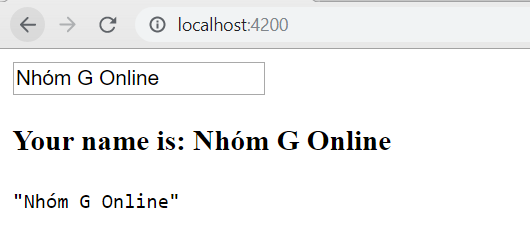 localhost:4200
Nhóm G Online
Your name is: Nhóm G Online
"Nhóm G Online"